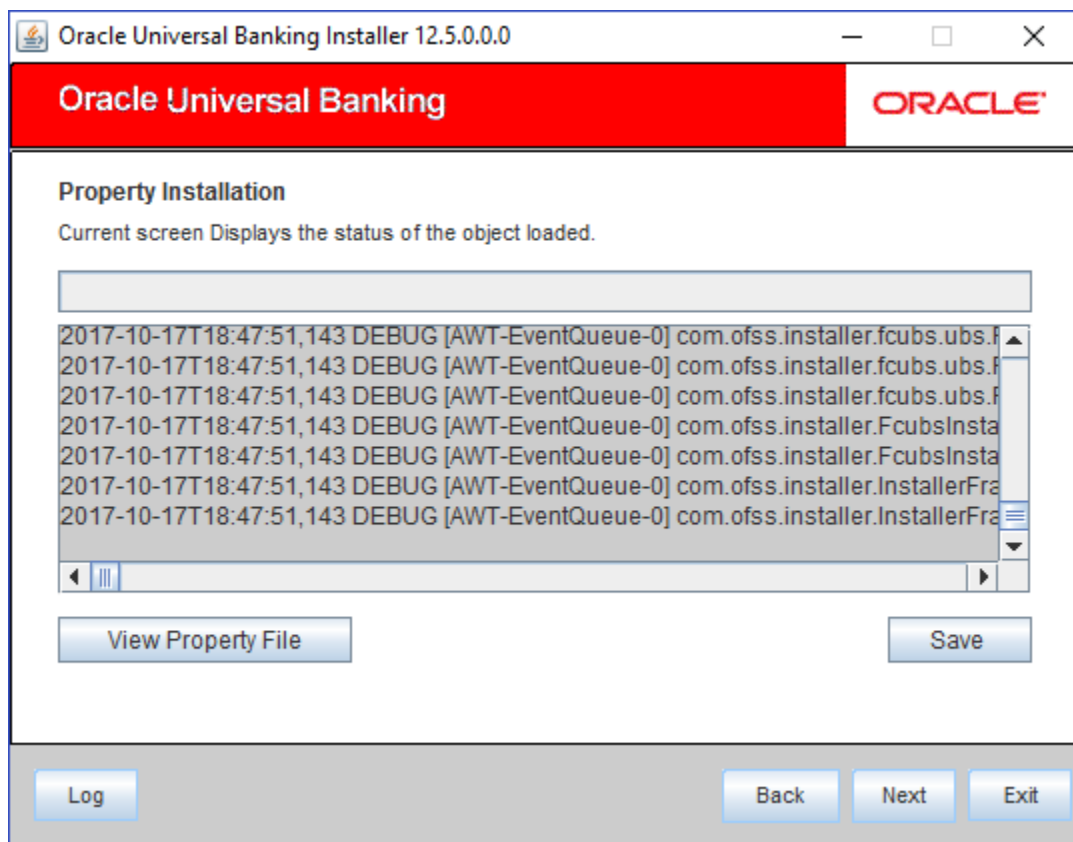 Oracle Universal Banking Installer 12.5.0.0.0
Oracle Universal Banking
ORACLE
Property Installation
Current screen Displays the status of the object loaded.
2017-10-17T18:47:51,143 DEBUG [AWT-EventQueue-0] com.ofss.installer.fcubs.ubs.F
2017-10-17T18:47:51,143 DEBUG [AWT-EventQueue-0] com.ofss.installer.fcubs.ubs.F
2017-10-17T18:47:51,143 DEBUG [AWT-EventQueue-0] com.ofss.installer.fcubs.ubs.F
2017-10-17T18:47:51,143 DEBUG [AWT-EventQueue-0] com.ofss.installer.FcubsInsta
2017-10-17T18:47:51,143 DEBUG [AWT-EventQueue-0] com.ofss.installer.FcubsInsta
2017-10-17T18:47:51,143 DEBUG [AWT-EventQueue-0] com.ofss.installer.InstallerFra
2017-10-17T18:47:51,143 DEBUG [AWT-EventQueue-0] com.ofss.installer.InstallerFra
View Property File
Save
Log
Back
Next
Exit